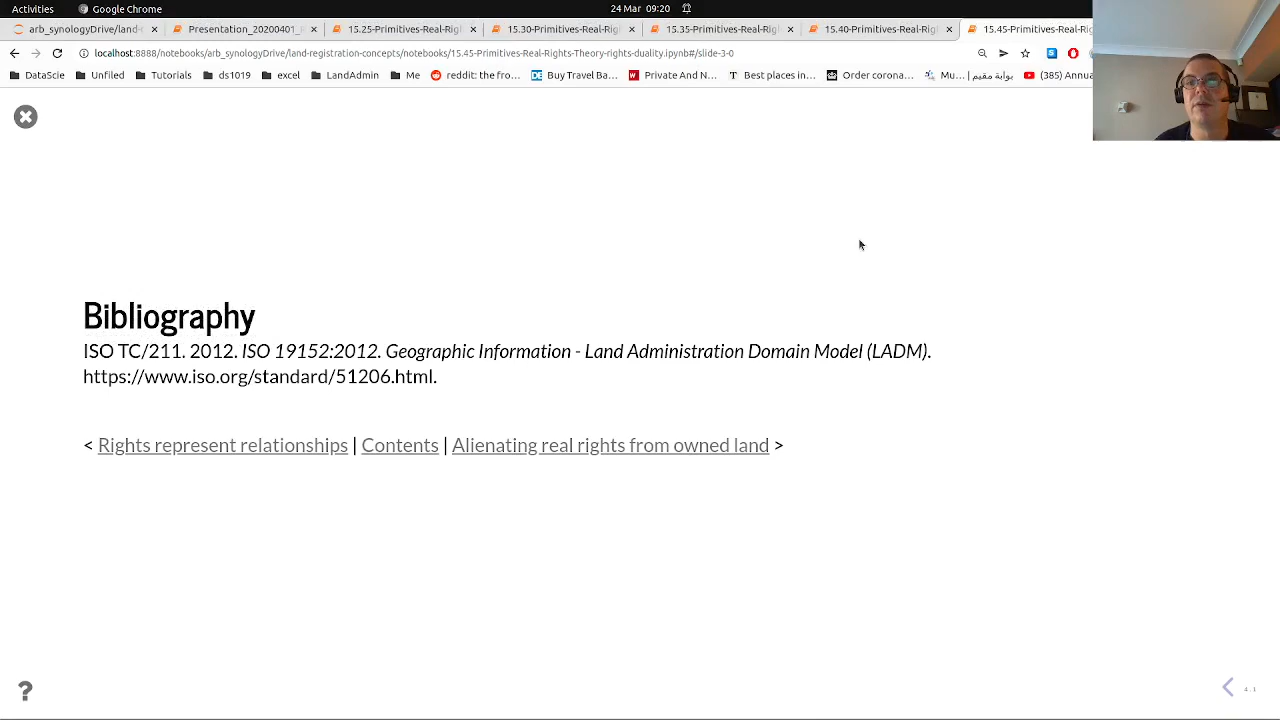 Activities
Google Chrome
24 Mar 09:20
arb_synologyDrive/land-
Presentation_20200401_
15.25-Primitives-Real-Rig
15.30-Primitives-Real-Rig
15.35-Primitives-Real-Rig
15.40-Primitives-Real-Rig
15.45-Primitives-Real-Rig
localhost:8888/notebooks/arb_synologyDrive/land-registration-concepts/notebooks/15.45-Primitives-Real-Rights-Theory-rights-duality.ipynb#/slide-3-0
DataScie
Unfiled
Tutorials
ds1019
excel
LandAdmin
Me
reddit: the fro...
Buy Travel Ba...
Private And N...
Best places in...
Order corona...
Mu... | بوابة مقيم
(385) Annua
Bibliography
ISO TC/211. 2012. ISO 19152:2012. Geographic Information - Land Administration Domain Model (LADM).
https://www.iso.org/standard/51206.html.
< Rights represent relationships | Contents | Alienating real rights from owned land >
?
4.1